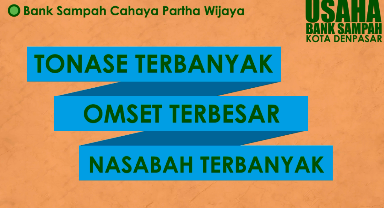 Bank Sampah Cahaya Partha Wijaya
USAHA
BANK SAMPAH
KOTA DENPASAR
TONASE TERBANYAK
OMSET TERBESAR
NASABAH TERBANYAK